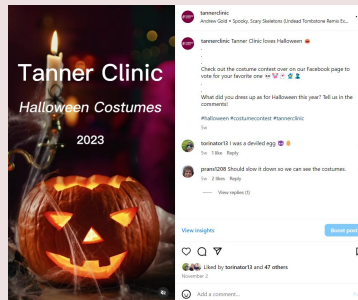 Tanner Clinic
Halloween Costumes
2023
tannerclinic
Andrew Gold • Spooky, Scary Skeletons (Undead Tombstone Remix Ex...
tannerclinic Tanner Clinic loves Halloween 🎃
.
.
Check out the costume contest over on our Facebook page to
vote for your favorite one
.
.
What did you dress up as for Halloween this year? Tell us in the
comments!
#halloween #costumecontest #tannerclinic
5w
torinator13 I was a deviled egg 😈🥚
5w 1 like Reply
prans1208 Should slow it down so we can see the costumes.
5w 2 likes Reply
View replies (1)
View insights
Boost post
Liked by torinator13 and 47 others
November 2
Add a comment...